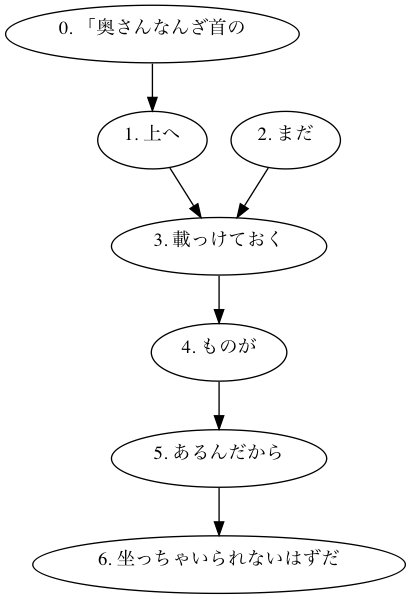 0. 「奥さんなんざ首の
1. 上へ
2. まだ
3. 載っけておく
4. ものが
5. あるんだから
6. 坐っちゃいられないはずだ